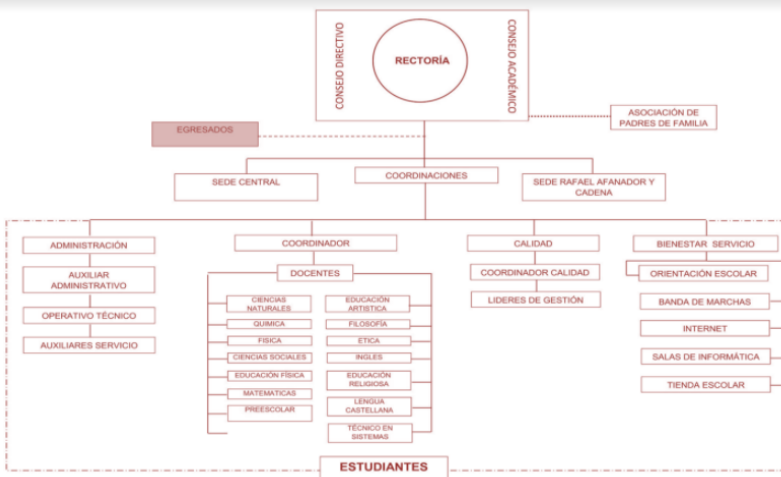 CONSEJO DIRECTIVO
RECTORÍA
CONSEJO ACADÉMICO
ASOCIACIÓN DE
PADRES DE FAMILIA
EGRESADOS
SEDE CENTRAL
COORDINACIONES
SEDE RAFAEL AFANADOR Y
CADENA
ADMINISTRACIÓN
AUXILIAR
ADMINISTRATIVO
OPERATIVO TÉCNICO
AUXILIARES SERVICIO
COORDINADOR
DOCENTES
CIENCIAS
NATURALES
QUIMICA
FISICA
CIENCIAS SOCIALES
EDUCACIÓN FÍSICA
MATEMATICAS
PREESCOLAR
EDUCACIÓN
ARTISTICA
FILOSOFÍA
ETICA
INGLES
EDUCACIÓN
RELIGIOSA
LENGUA
CASTELLANA
TÉCNICO EN
SISTEMAS
CALIDAD
COORDINADOR CALIDAD
LIDERES DE GESTIÓN
BIENESTAR SERVICIO
ORIENTACIÓN ESCOLAR
BANDA DE MARCHAS
INTERNET
SALAS DE INFORMÁTICA
TIENDA ESCOLAR
ESTUDIANTES